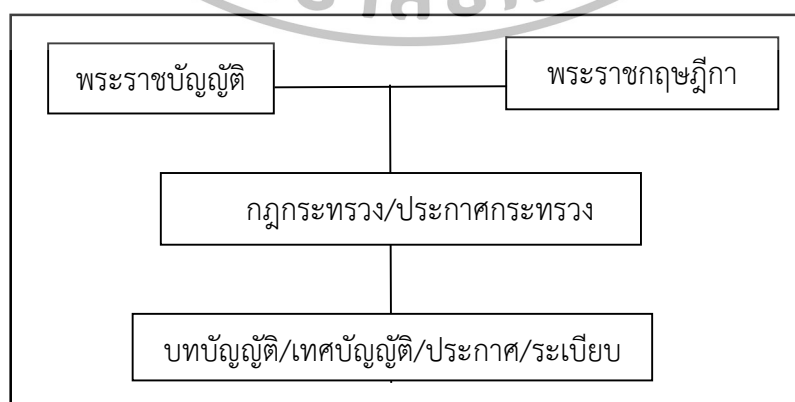 พระราชบัญญัติ
พระราชกฤษฎีกา
กฎกระทรวง/ประกาศกระทรวง
บทบัญญัติ/เทศบัญญัติ/ประกาศ/ระเบียบ